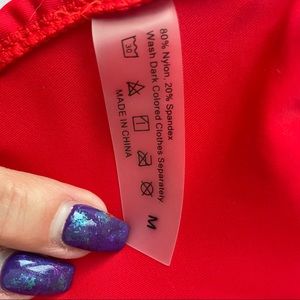 80% Nylon, 20% Spandex
Wash Dark Colored Clothes Separately.
30
MADE IN CHINA
M